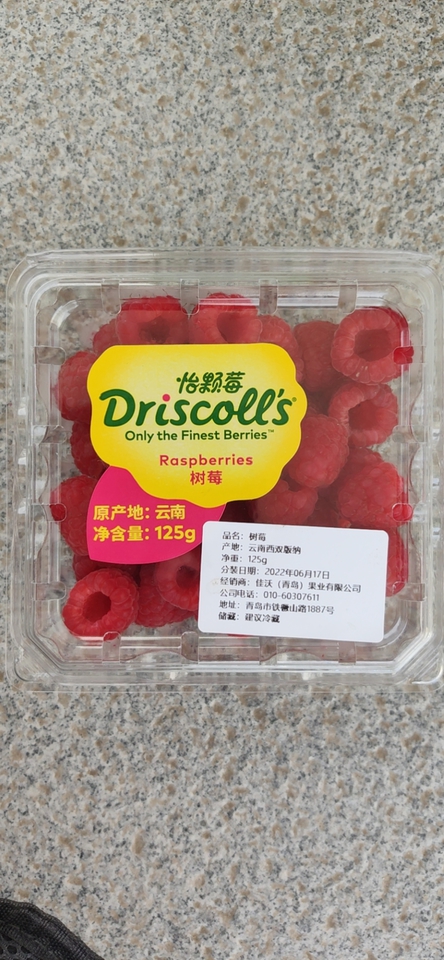 怡颗莓
Driscoll's®
Only the Finest Berries™
Raspberries
树莓
原产地：云南
净含量：125g
品名：树莓
产地：云南西双版纳
净重：125g
分装日期：2022年06月17日
经销商：佳沃（青岛）果业有限公司
公司电话：010-60307611
地址：青岛市铁橛山路1887号
储藏：建议冷藏